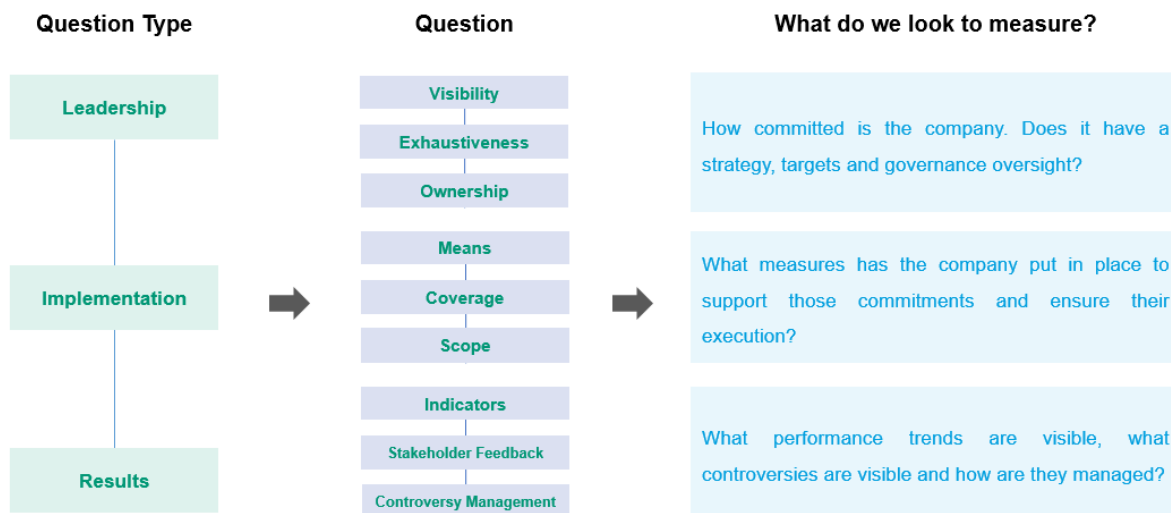 Question Type
Question
What do we look to measure?
Leadership
Visibility
Exhaustiveness
Ownership
How committed is the company. Does it have a
strategy, targets and governance oversight?
Implementation
Means
Coverage
Scope
What measures has the company put in place to
support those commitments and ensure their
execution?
Results
Indicators
Stakeholder Feedback
Controversy Management
What performance trends are visible, what
controversies are visible and how are they managed?